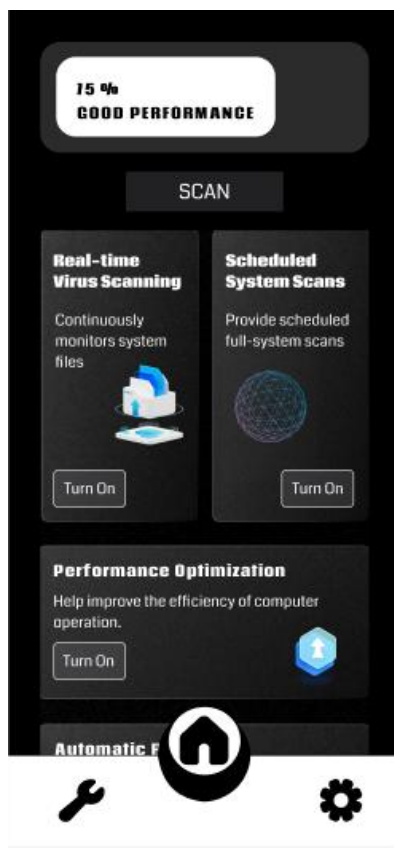 75 %
GOOD PERFORMANCE
SCAN
Real-time
Virus Scanning
Continuously
monitors system
files
Turn On
Scheduled
System Scans
Provide scheduled
full-system scans
Turn On
Performance Optimization
Help improve the efficiency of computer
operation.
Turn On
Automatic